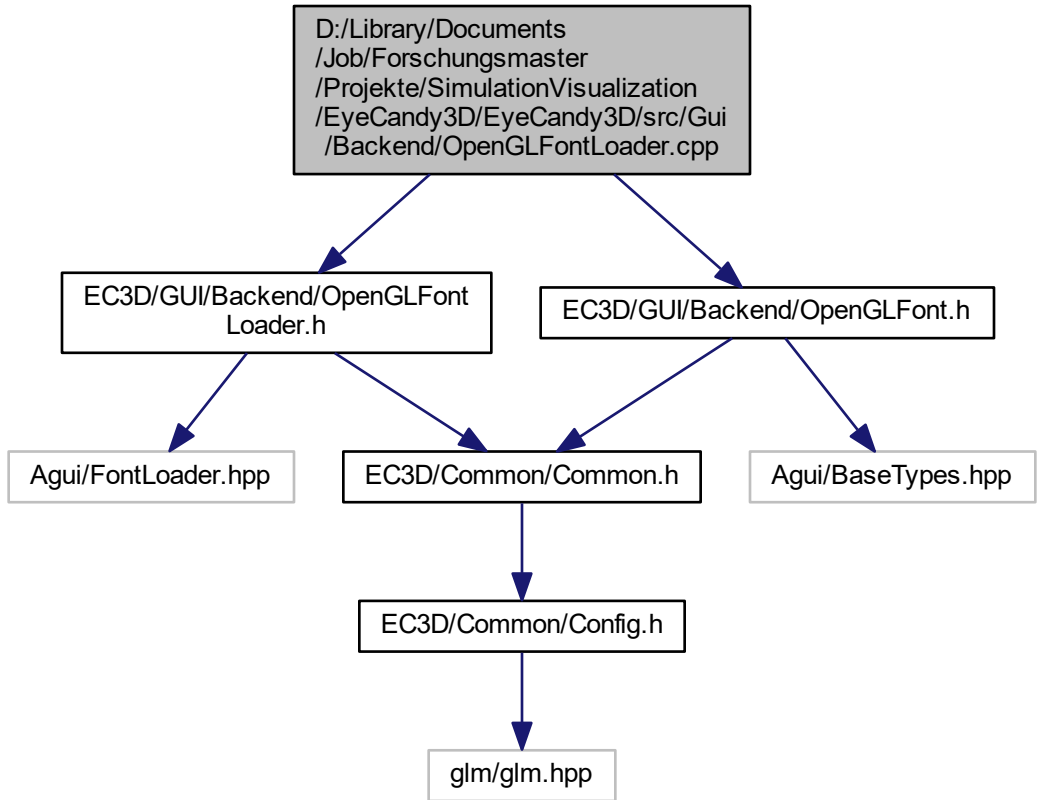 D:/Library/Documents
/Job/Forschungsmaster
/Projekte/SimulationVisualization
/EyeCandy3D/EyeCandy3D/src/Gui
/Backend/OpenGLFontLoader.cpp
EC3D/GUI/Backend/OpenGLFont
Loader.h
EC3D/GUI/Backend/OpenGLFont.h
Agui/FontLoader.hpp
EC3D/Common/Common.h
Agui/BaseTypes.hpp
EC3D/Common/Config.h
glm/glm.hpp